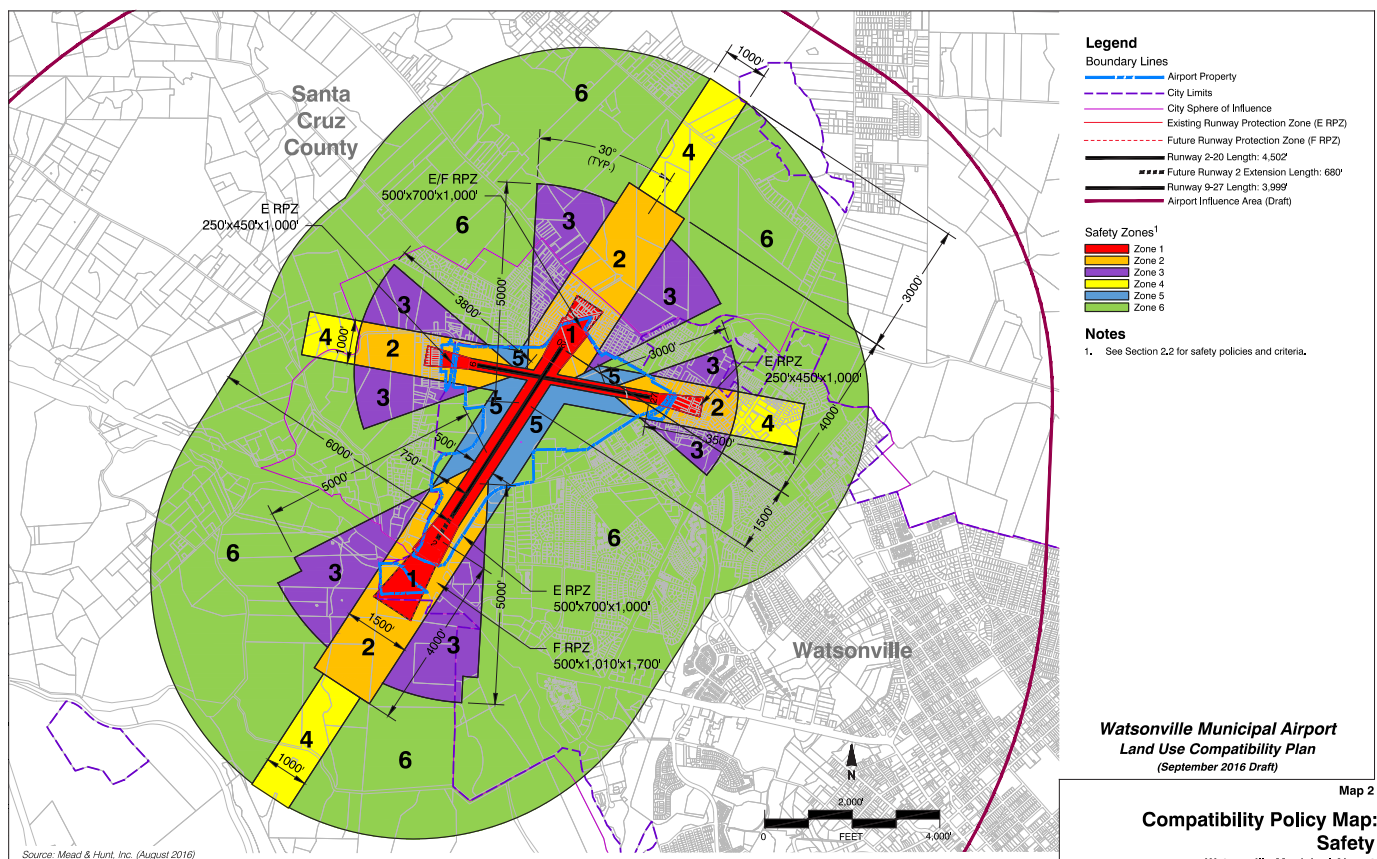 Santa
Cruz
County
E/F RPZ
500'x700'x1,000'
E RPZ
250'x450'x1,000'
30°
(TYP.)
1000'
6
4
3
5000'
6
2
6
3
3000'
3800'
3
4
1000'
2
5
1
3000'
5
3
E RPZ
250'x450'x1,000'
3
5
5
2
4
3500'
3
4000'
500'
750'
6000'
5000'
1500'
6
6
3
1
5000'
E RPZ
500'x700'x1,000'
1500'
2
4000'
3
F RPZ
500'x1,010'x1,700'
Watsonville
4
1000'
6
N
2,000'
0
FEET
4,000'
Source: Mead & Hunt, Inc. (August 2016)
Legend
Boundary Lines
Airport Property
City Limits
City Sphere of Influence
Existing Runway Protection Zone (E RPZ)
Future Runway Protection Zone (F RPZ)
Runway 2-20 Length: 4,502'
Future Runway 2 Extension Length: 680'
Runway 9-27 Length: 3,999'
Airport Influence Area (Draft)
Safety Zones1
Zone 1
Zone 2
Zone 3
Zone 4
Zone 5
Zone 6
Notes
1. See Section 2.2 for safety policies and criteria.
Watsonville Municipal Airport
Land Use Compatibility Plan
(September 2016 Draft)
Map 2
Compatibility Policy Map:
Safety